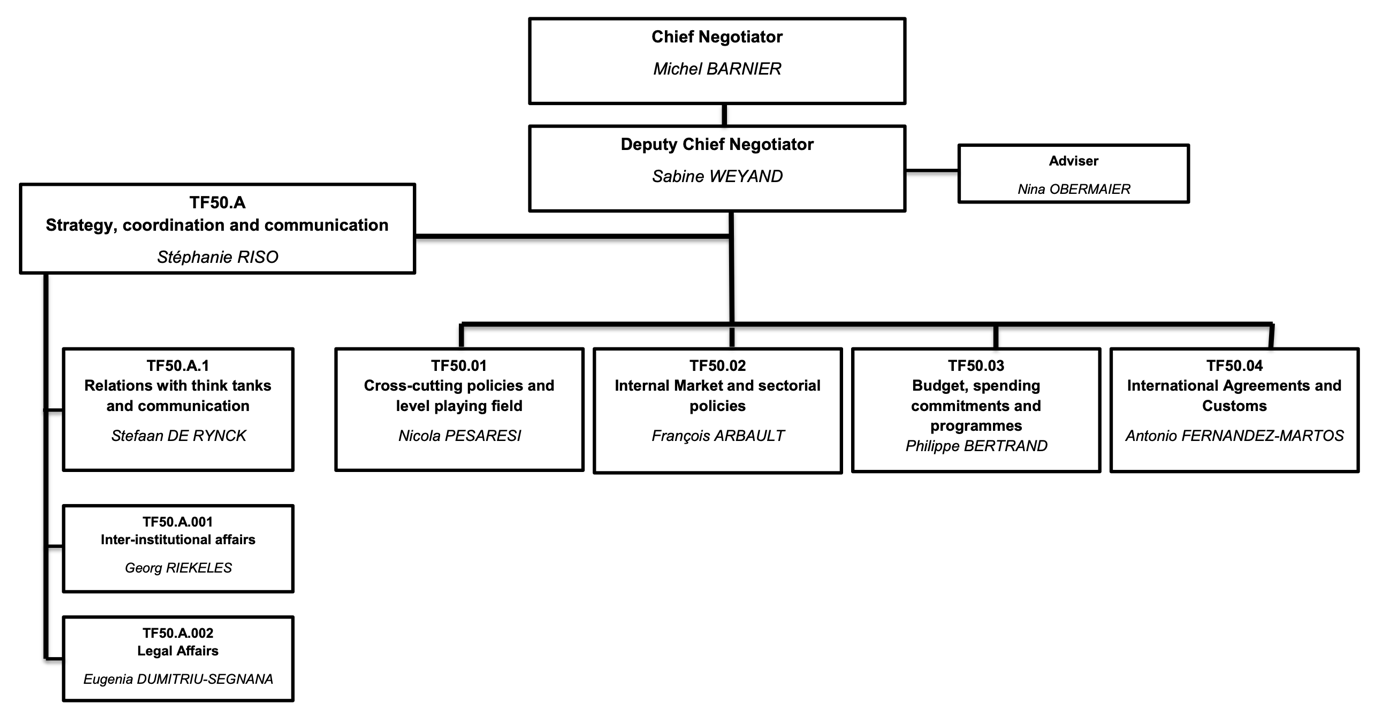 Chief Negotiator
Michel BARNIER
Deputy Chief Negotiator
Sabine WEYAND
Adviser
Nina OBERMAIER
TF50.A
Strategy, coordination and communication
Stéphanie RISO
TF50.A.1
Relations with think tanks
and communication
Stefaan DE RYNCK
TF50.01
Cross-cutting policies and
level playing field
Nicola PESARESI
TF50.02
Internal Market and sectorial
policies
François ARBAULT
TF50.03
Budget, spending
commitments and
programmes
Philippe BERTRAND
TF50.04
International Agreements and
Customs
Antonio FERNANDEZ-MARTOS
TF50.A.001
Inter-institutional affairs
Georg RIEKELES
TF50.A.002
Legal Affairs
Eugenia DUMITRIU-SEGNANA